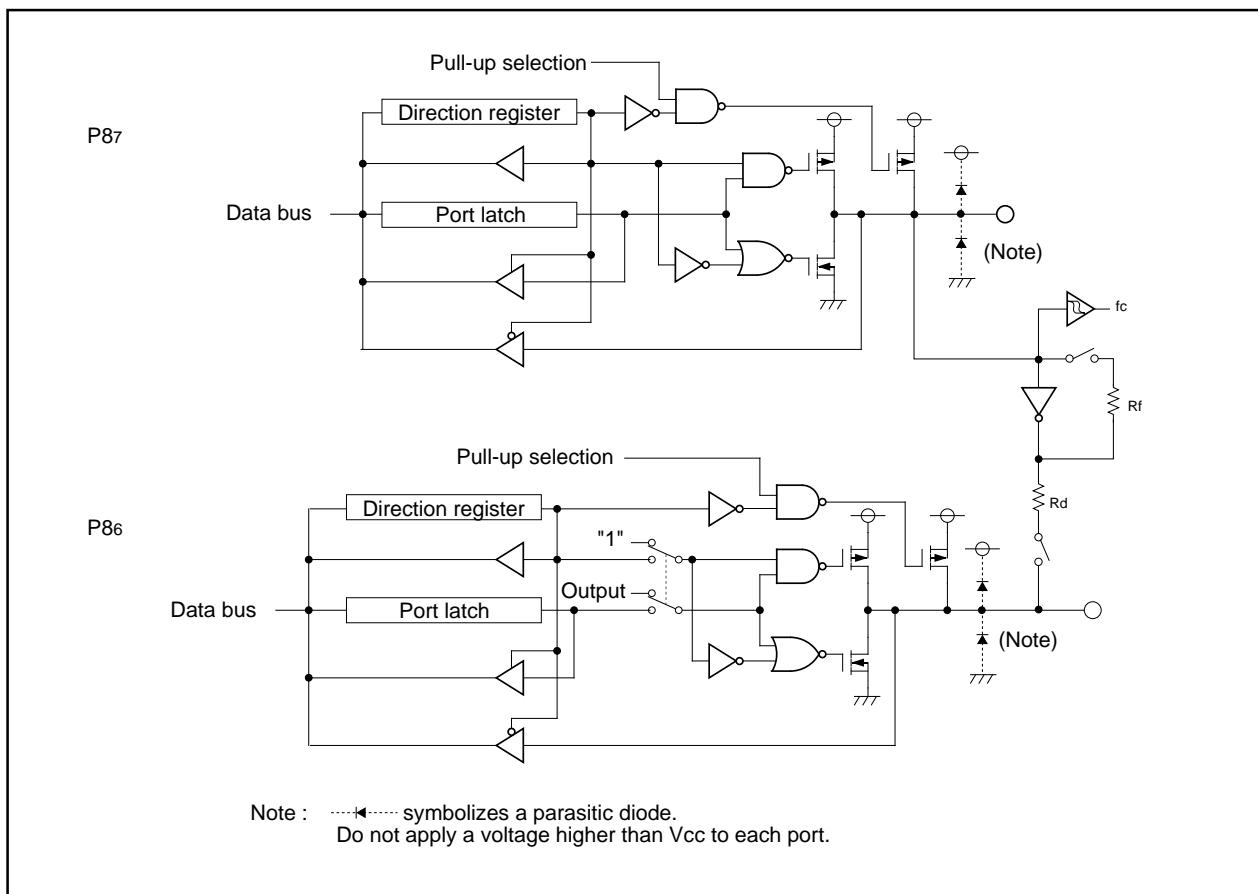 Pull-up selection
Direction register
P87
Data bus
Port latch
(Note)
fc
Rf
Pull-up selection
Rd
Direction register
P86
"1"
Output
Data bus
Port latch
(Note)
Note : symbolizes a parasitic diode.
Do not apply a voltage higher than Vcc to each port.